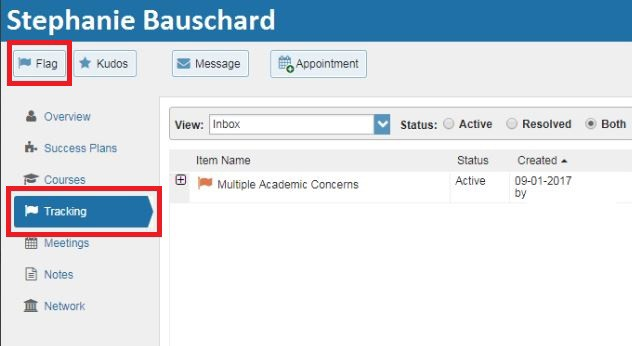 Stephanie Bauschard
Flag Kudos Message Appointment
Overview
Success Plans
Courses
Tracking
Meetings
Notes
Network
View: Inbox Status: Active Resolved Both
Item Name Status Created
Multiple Academic Concerns Active 09-01-2017
by